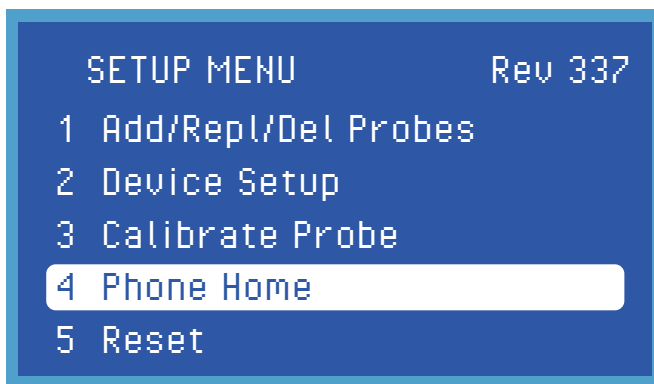 SETUP MENU Rev 337
1 Add/Repl/Del Probes
2 Device Setup
3 Calibrate Probe
4 Phone Home
5 Reset